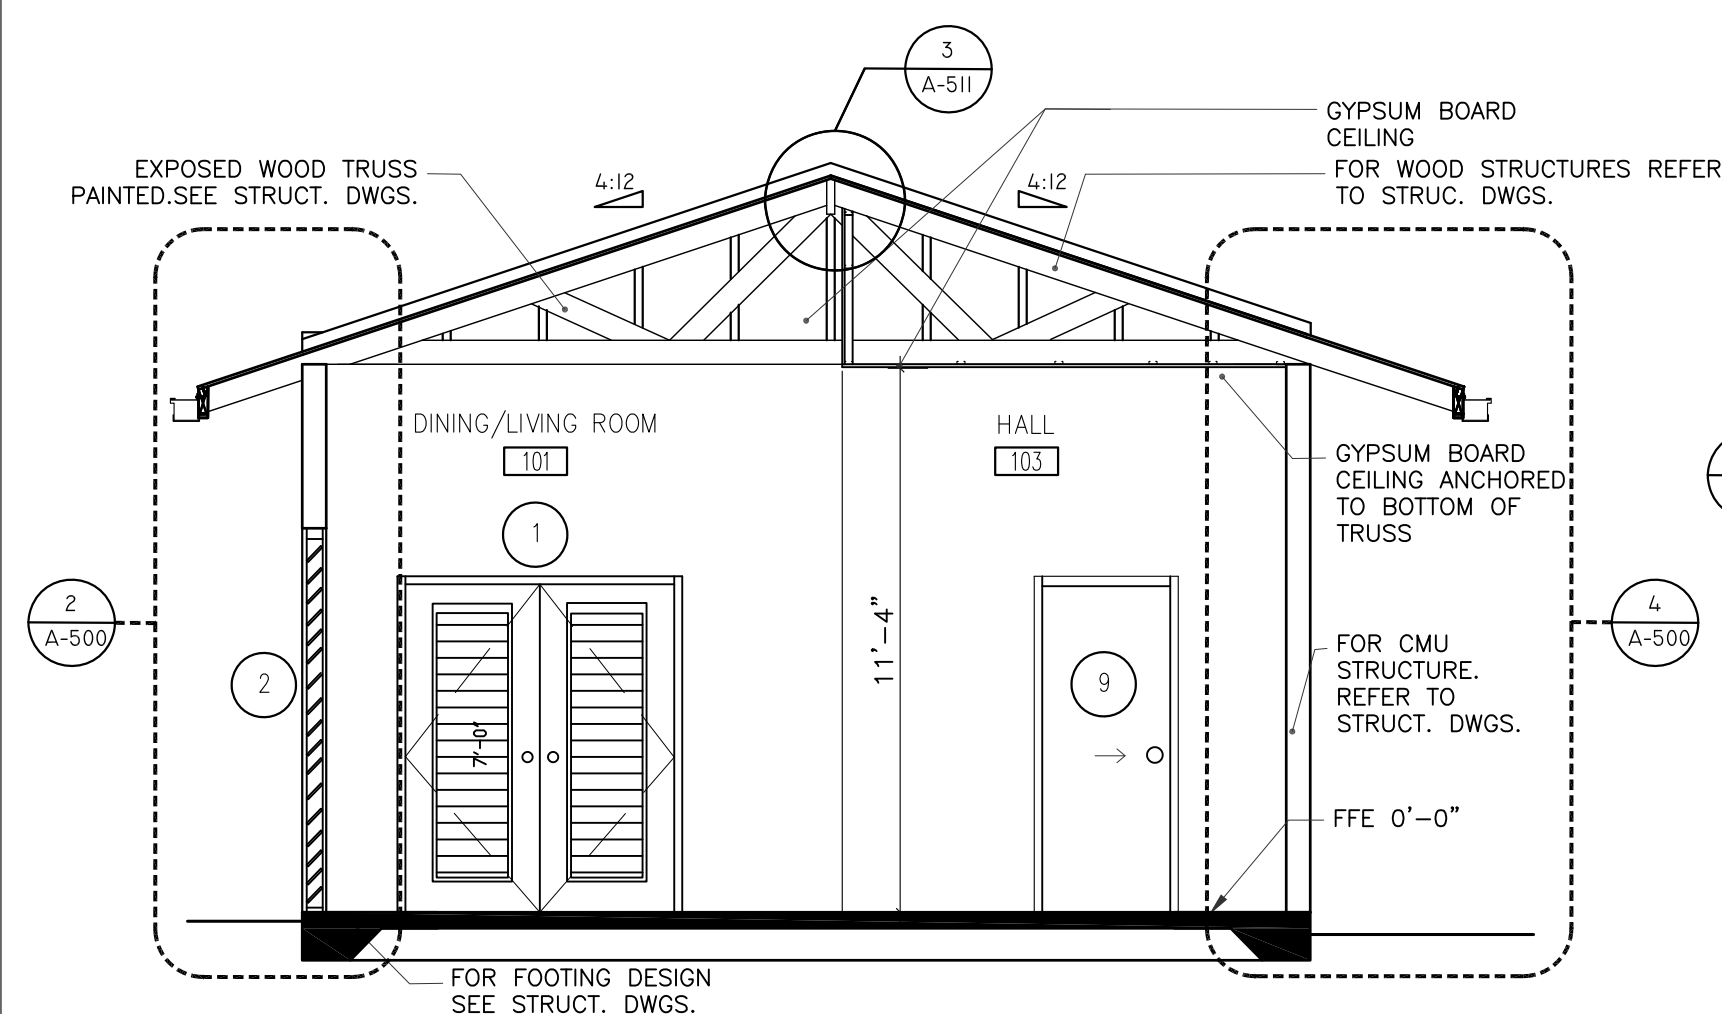 3
A-511
GYPSUM BOARD
CEILING
EXPOSED WOOD TRUSS
PAINTED.SEE STRUCT. DWGS.
4:12
4:12
FOR WOOD STRUCTURES REFER
TO STRUC. DWGS.
DINING/LIVING ROOM
101
HALL
103
GYPSUM BOARD
CEILING ANCHORED
TO BOTTOM OF
TRUSS
1
2
A-500
2
7'-0"
11'-4"
9
FOR CMU
STRUCTURE.
REFER TO
STRUCT. DWGS.
4
A-500
FFE 0'-0"
FOR FOOTING DESIGN
SEE STRUCT. DWGS.